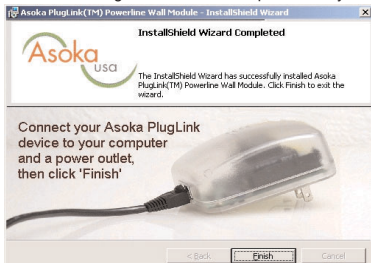 Asoka PlugLink(TM) Powerline Wall Module - InstallShield Wizard
InstallShield Wizard Completed
Asoka
usa
The InstallShield Wizard has successfully installed Asoka
PlugLink(TM) Powerline Wall Module. Click Finish to exit the
wizard.
Connect your Asoka PlugLink
device to your computer
and a power outlet,
then click 'Finish'
< Back
Finish
Cancel